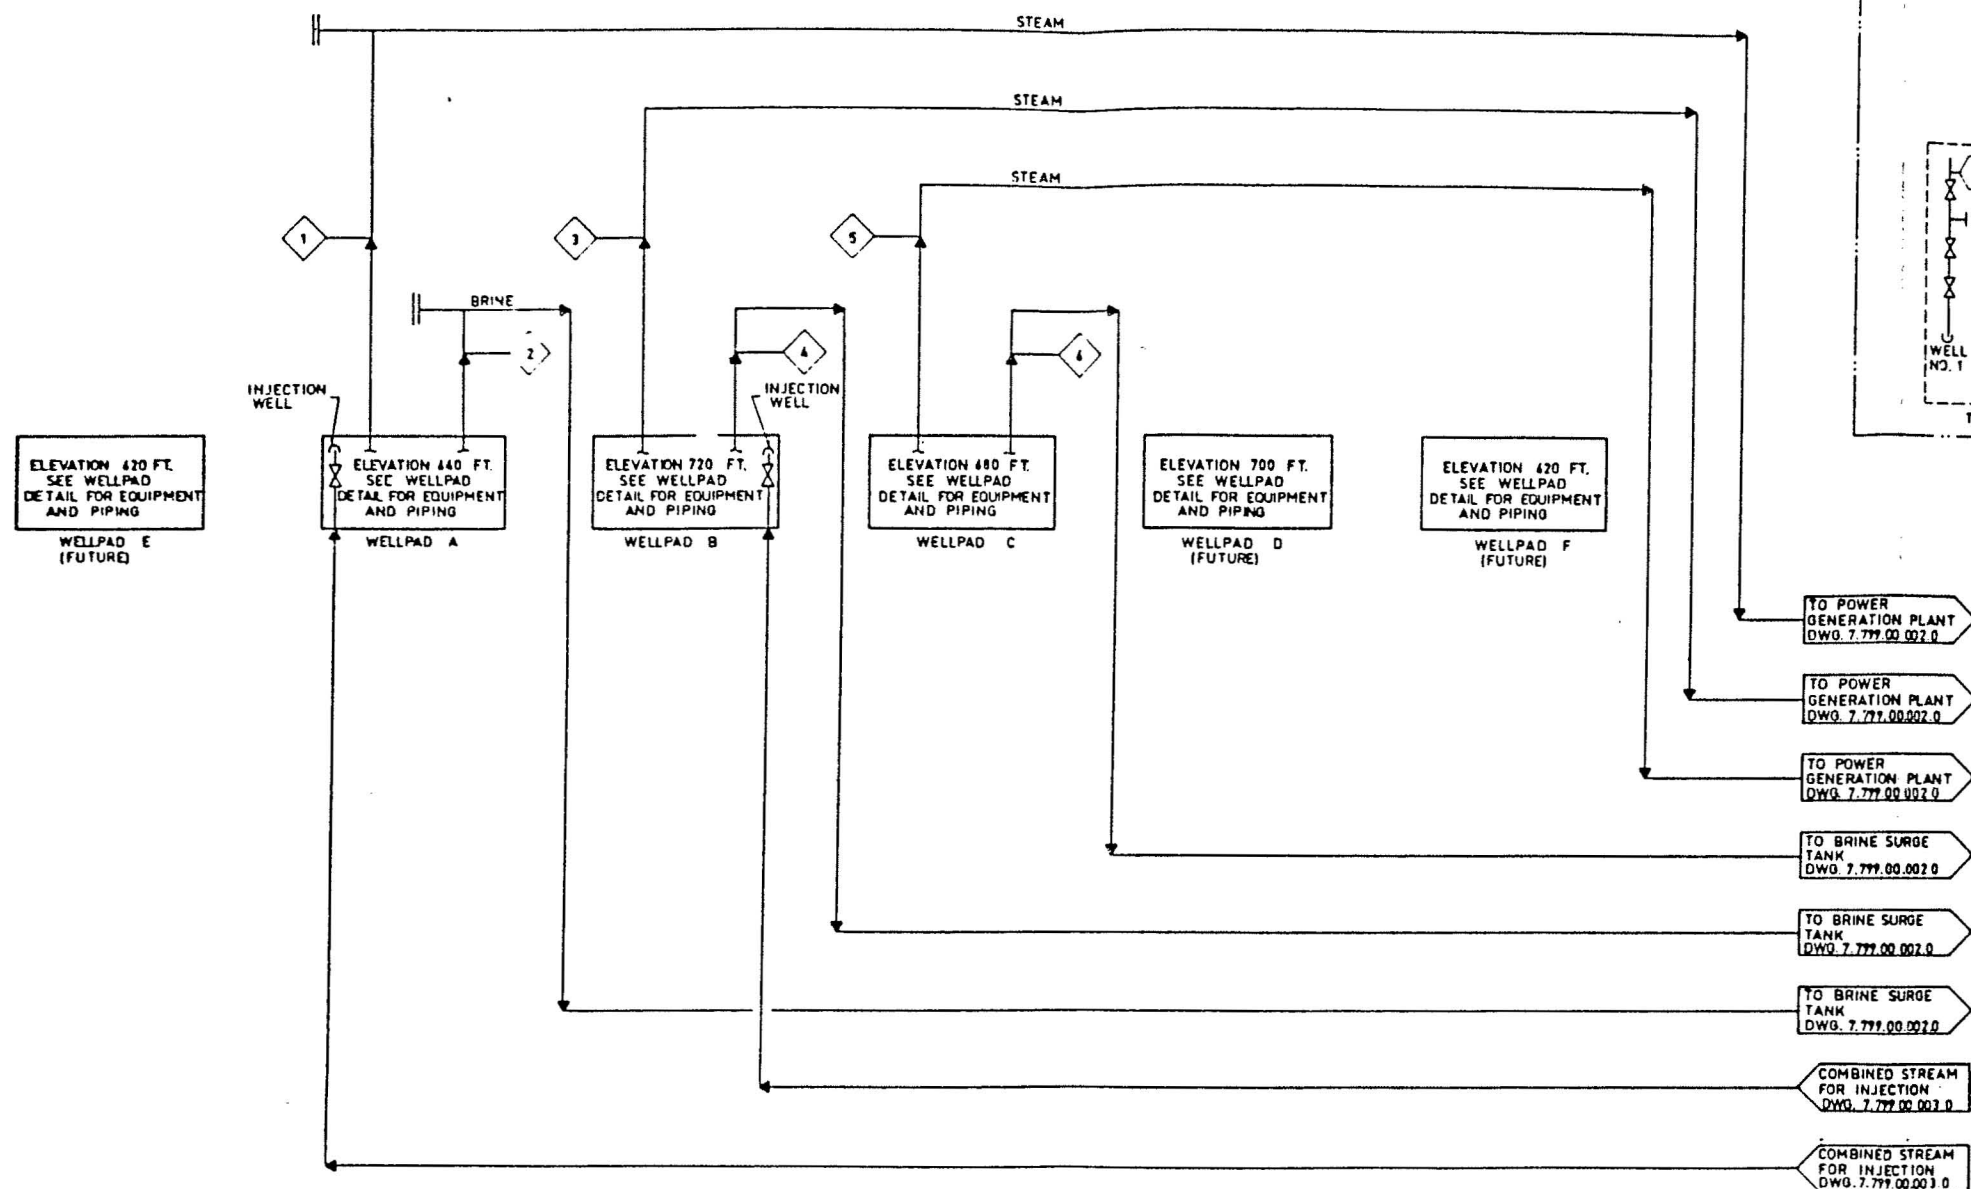 STEAM
STEAM
STEAM
1
3
5
BRINE
2
4
6
INJECTION
WELL
INJECTION
WELL
WELL
NO. 1
ELEVATION 620 FT.
SEE WELLPAD
DETAIL FOR EQUIPMENT
AND PIPING
WELLPAD E
(FUTURE)
ELEVATION 640 FT.
SEE WELLPAD
DETAIL FOR EQUIPMENT
AND PIPING
WELLPAD A
ELEVATION 720 FT.
SEE WELLPAD
DETAIL FOR EQUIPMENT
AND PIPING
WELLPAD B
ELEVATION 680 FT.
SEE WELLPAD
DETAIL FOR EQUIPMENT
AND PIPING
WELLPAD C
ELEVATION 700 FT.
SEE WELLPAD
DETAIL FOR EQUIPMENT
AND PIPING
WELLPAD D
(FUTURE)
ELEVATION 620 FT.
SEE WELLPAD
DETAIL FOR EQUIPMENT
AND PIPING
WELLPAD F
(FUTURE)
TO POWER
GENERATION PLANT
DWG. 7.799.00.002.0
TO POWER
GENERATION PLANT
DWG. 7.799.00.002.0
TO POWER
GENERATION PLANT
DWG. 7.799.00.002.0
TO BRINE SURGE
TANK
DWG. 7.799.00.002.0
TO BRINE SURGE
TANK
DWG. 7.799.00.002.0
TO BRINE SURGE
TANK
DWG. 7.799.00.002.0
COMBINED STREAM
FOR INJECTION
DWG. 7.799.00.003.0
COMBINED STREAM
FOR INJECTION
DWG. 7.799.00.003.0